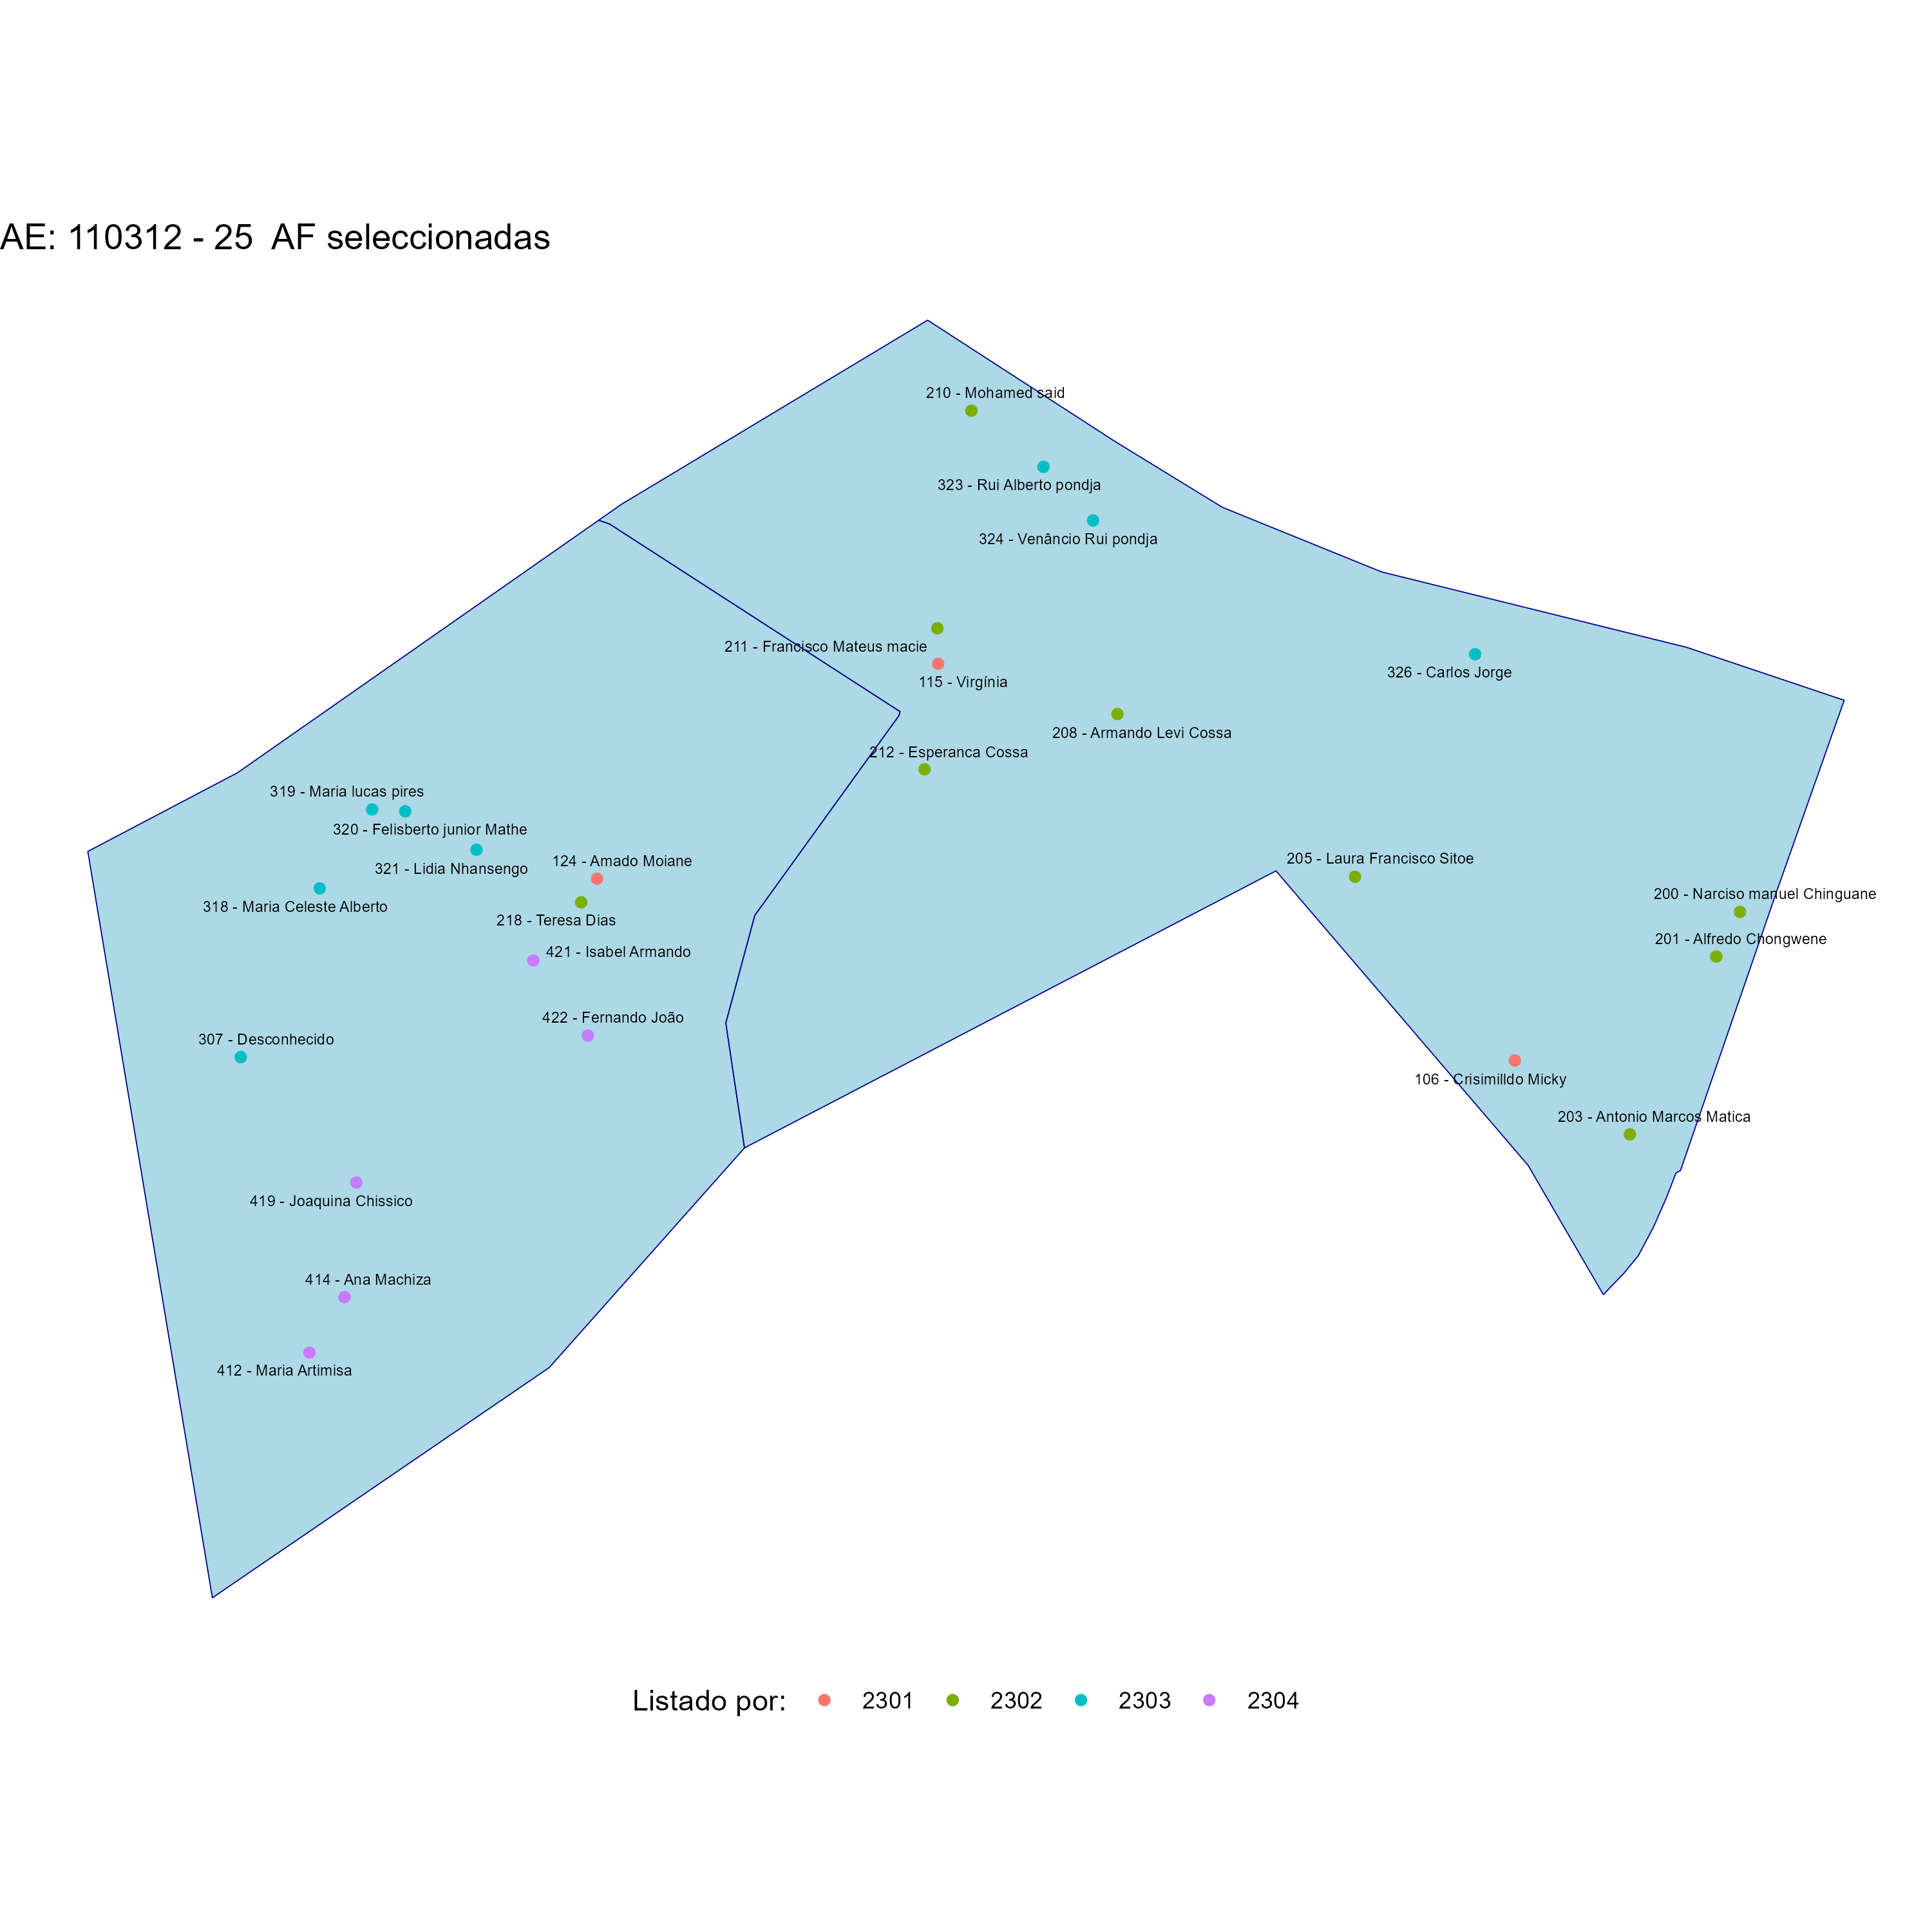 AE: 110312 - 25  AF seleccionadas
210 - Mohamed said
323 - Rui Alberto pondja
324 - Venâncio Rui pondja
211 - Francisco Mateus macie
115 - Virgínia
326 - Carlos Jorge
208 - Armando Levi Cossa
212 - Esperanca Cossa
319 - Maria lucas pires
320 - Felisberto junior Mathe
321 - Lidia Nhansengo
124 - Amado Moiane
205 - Laura Francisco Sitoe
200 - Narciso manuel Chinguane
318 - Maria Celeste Alberto
218 - Teresa Dias
201 - Alfredo Chongwene
421 - Isabel Armando
422 - Fernando João
307 - Desconhecido
106 - Crisimilldo Micky
203 - Antonio Marcos Matica
419 - Joaquina Chissico
414 - Ana Machiza
412 - Maria Artimisa
Listado por: 2301 2302 2303 2304